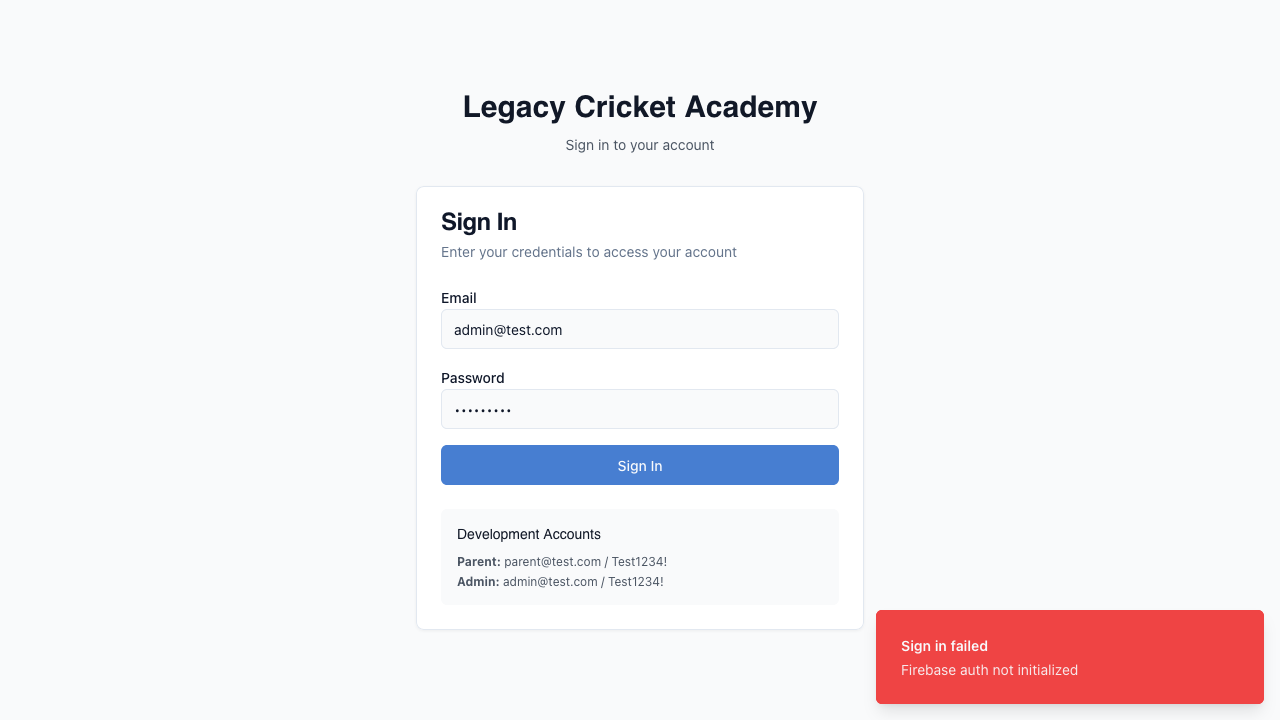 Legacy Cricket Academy
Sign in to your account
Sign In
Enter your credentials to access your account
Email
admin@test.com
Password
•••••••••
Sign In
Development Accounts
Parent: parent@test.com / Test1234!
Admin: admin@test.com / Test1234!
Sign in failed
Firebase auth not initialized